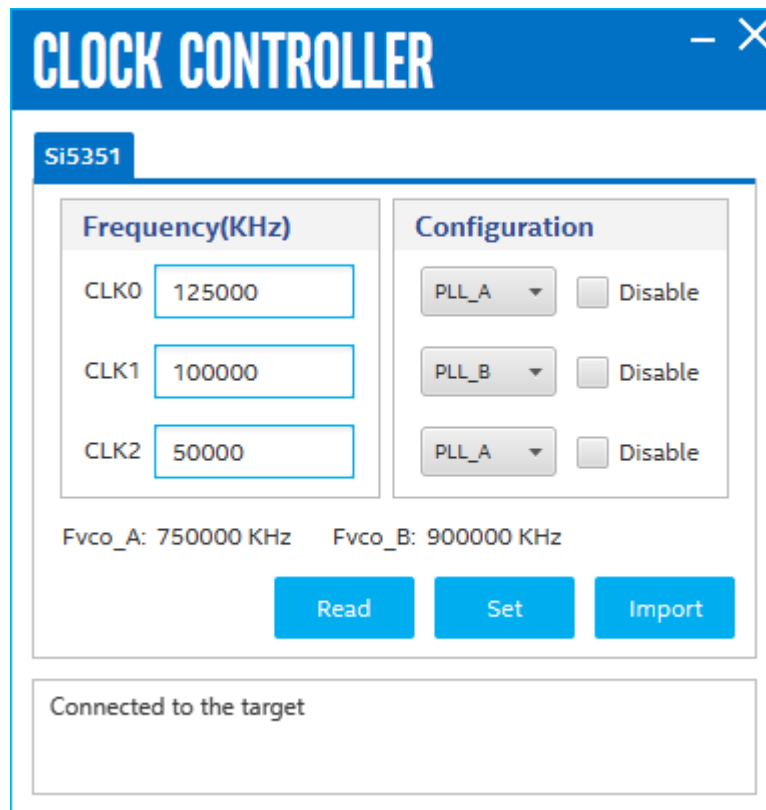 CLOCK CONTROLLER
Si5351
Frequency(KHz)
Configuration
CLK0 125000 PLL_A Disable
CLK1 100000 PLL_B Disable
CLK2 50000 PLL_A Disable
Fvco_A: 750000 KHz Fvco_B: 900000 KHz
Read Set Import
Connected to the target